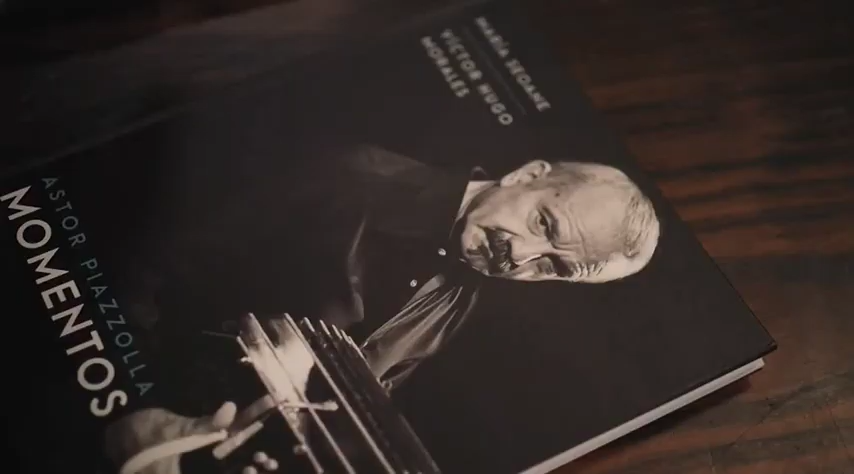 MARÍA SEOANE
VÍCTOR HUGO
MORALES
ASTOR PIAZZOLLA
MOMENTOS